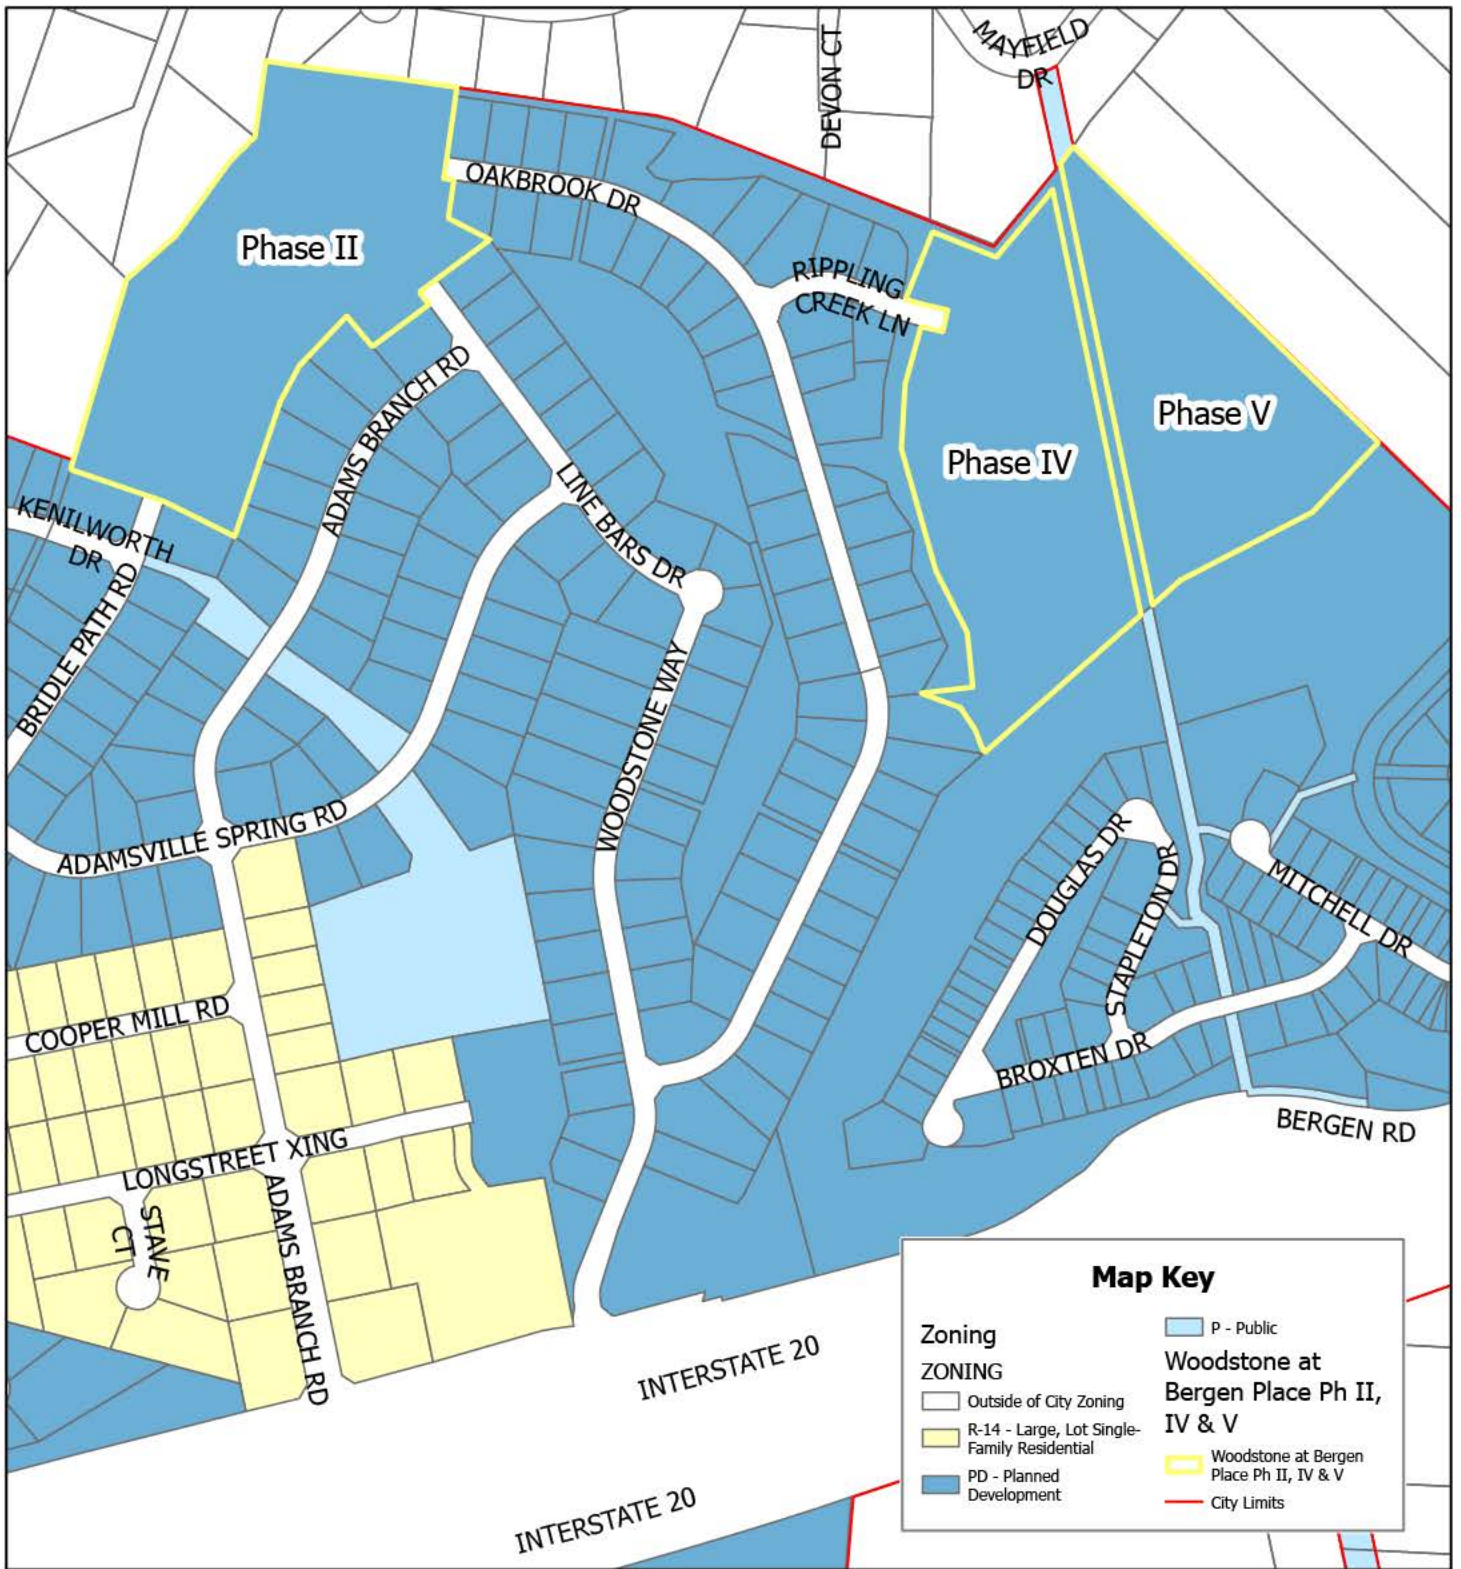 MAYFIELD
DR
DEVON CT
OAKBROOK DR
Phase II
RIPPLING
CREEK LN
ADAMS BRANCH RD
Phase V
Phase IV
LINE BARS DR
KENILWORTH
DR
BRIDLE PATH RD
WOODSTONE WAY
ADAMSVILLE SPRING RD
DOUGLAS DR
STAPLETON DR
MITCHELL DR
COOPER MILL RD
BROXTEN DR
BERGEN RD
LONGSTREET XING
STAVE
CT
ADAMS BRANCH RD
INTERSTATE 20
INTERSTATE 20
Map Key
Zoning
ZONING
Outside of City Zoning
R-14 - Large, Lot Single-
Family Residential
PD - Planned
Development
P - Public
Woodstone at
Bergen Place Ph II,
IV & V
Woodstone at Bergen
Place Ph II, IV & V
City Limits